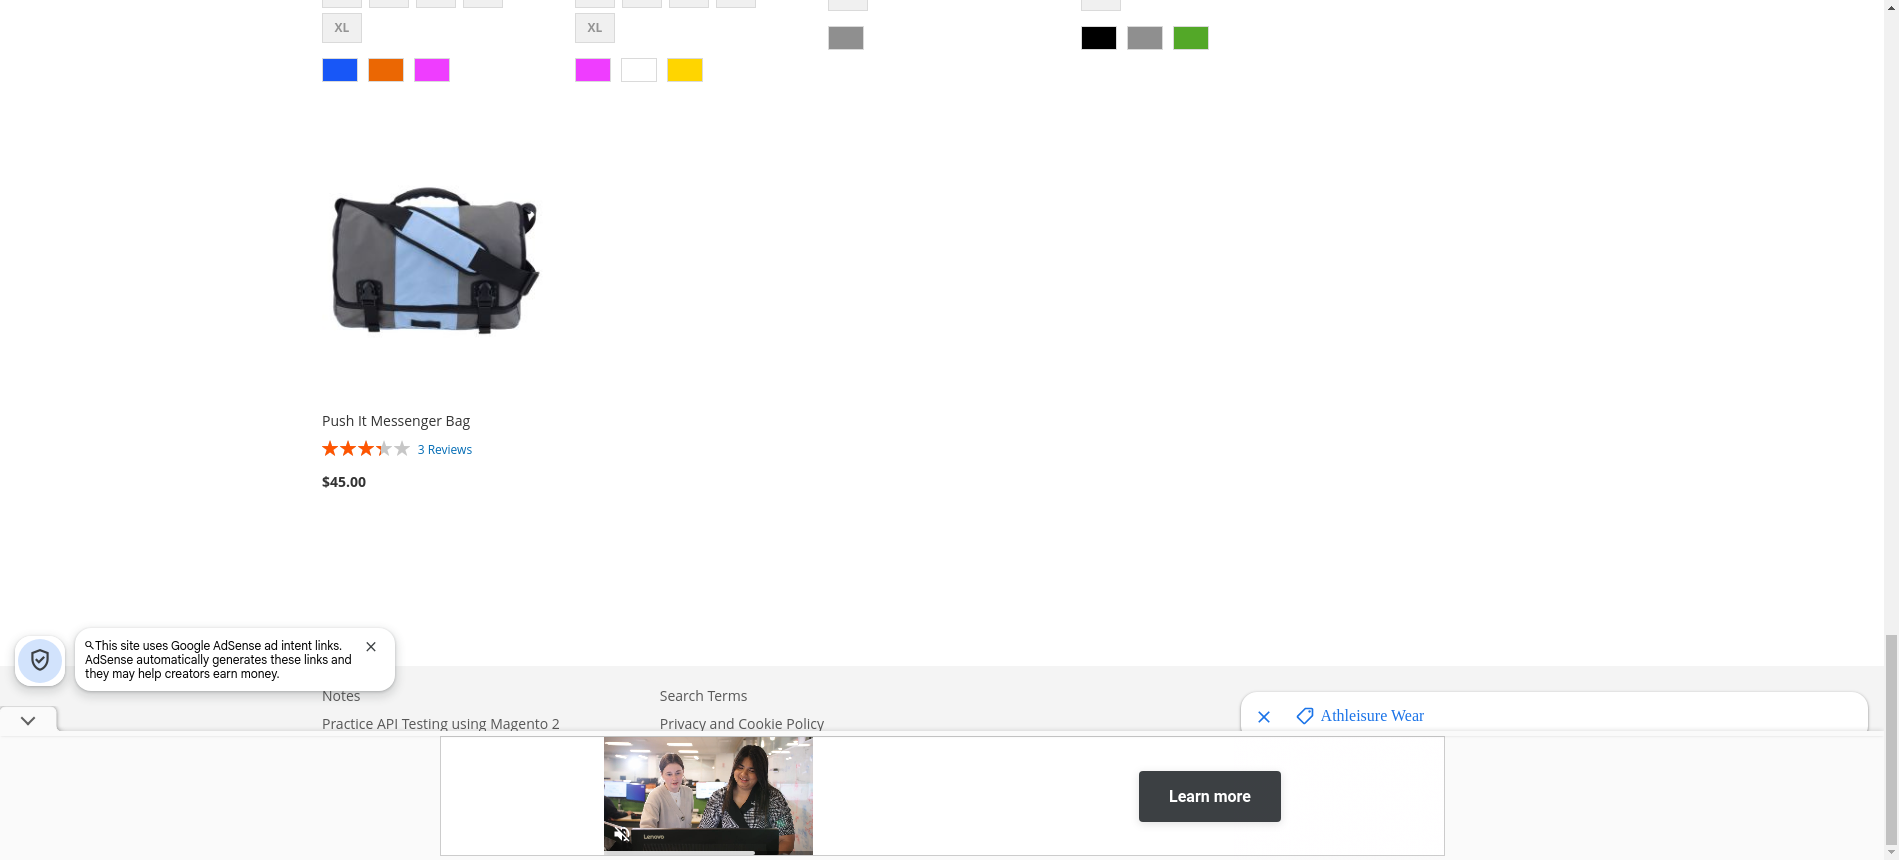 XL
XL
Push It Messenger Bag
3 Reviews
$45.00
This site uses Google AdSense ad intent links.
AdSense automatically generates these links and
they may help creators earn money.
Notes
Search Terms
Practice API Testing using Magento 2
Privacy and Cookie Policy
Athleisure Wear
Lenovo
Learn more